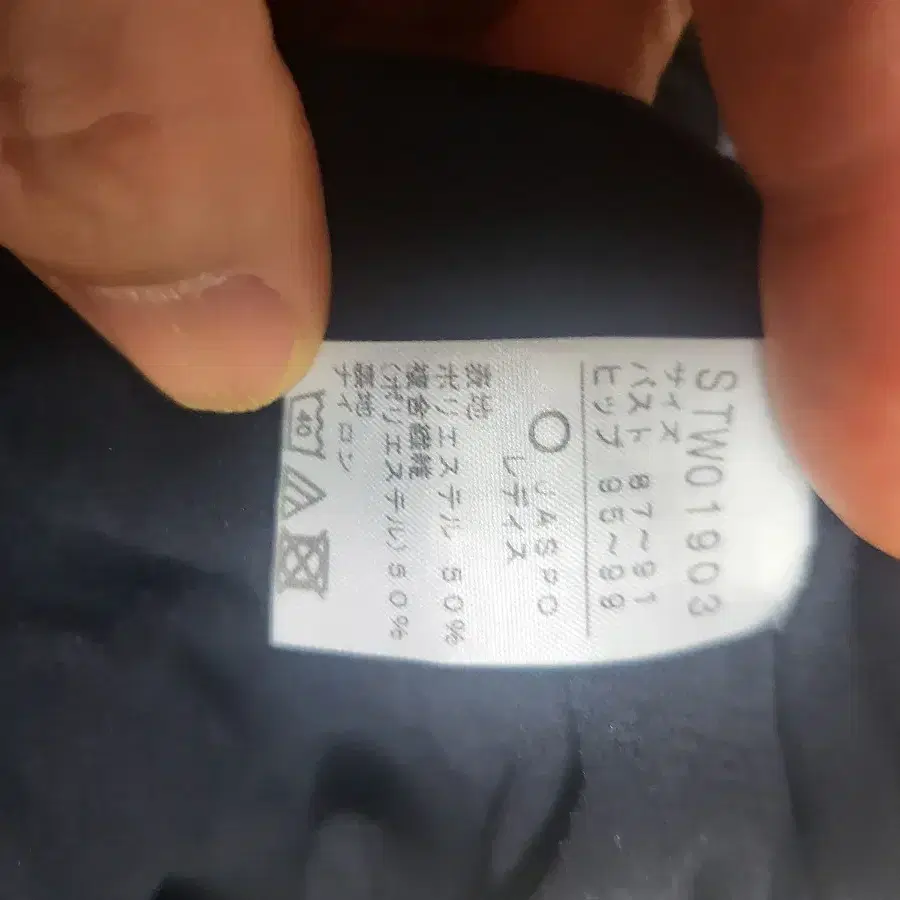 STW01903
サイズ
バスト 87~91
ヒップ 95~99
O JASPO
レディス
表地
ポリエステル 50%
複合繊維
(ポリエステル) 50%
裏地
ナイロン
40